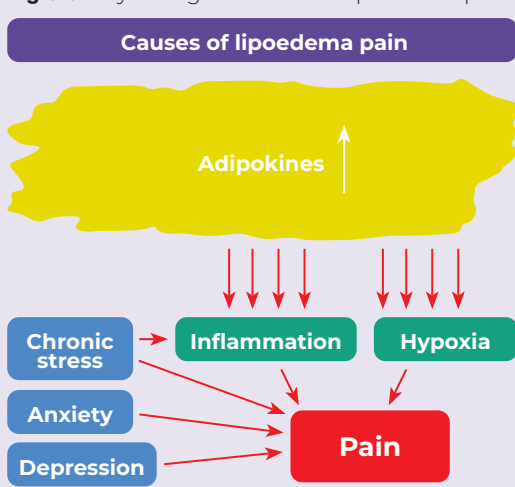 Causes of lipoedema pain
Adipokines
Chronic
stress
Inflammation
Hypoxia
Anxiety
Pain
Depression